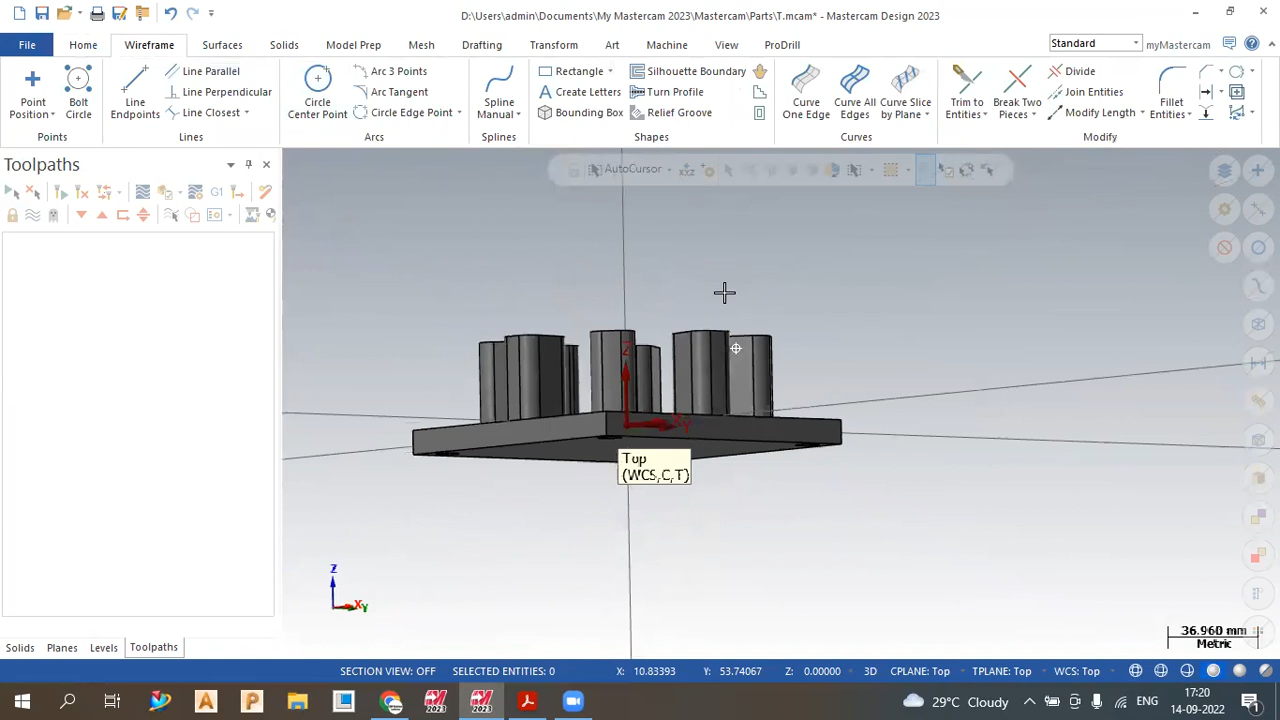 D:\Users\admin\Documents\My Mastercam 2023\Mastercam\Parts\T.mcam* - Mastercam Design 2023
File Home Wireframe Surfaces Solids Model Prep Mesh Drafting Transform Art Machine View ProDrill Standard myMastercam
Point Position
Bolt Circle
Points
Line Endpoints
Line Parallel
Line Perpendicular
Line Closest
Lines
Circle Center Point
Arc 3 Points
Arc Tangent
Circle Edge Point
Arcs
Spline Manual
Splines
Rectangle
Create Letters
Bounding Box
Silhouette Boundary
Turn Profile
Relief Groove
Shapes
Curve One Edge
Curve All Edges
Curve Slice by Plane
Curves
Trim to Entities
Break Two Pieces
Divide
Join Entities
Modify Length
Fillet Entities
Modify
Toolpaths
G1
AutoCursor
XYZ
Z
X Y
Top
(WCS,C,T)
Z
X Y
36.960 mm
Metric
Solids Planes Levels Toolpaths
SECTION VIEW: OFF SELECTED ENTITIES: 0 X: 10.83393 Y: 53.74067 Z: 0.00000 3D CPLANE: Top TPLANE: Top WCS: Top
2023 2023
29°C Cloudy ENG 17:20
14-09-2022 1